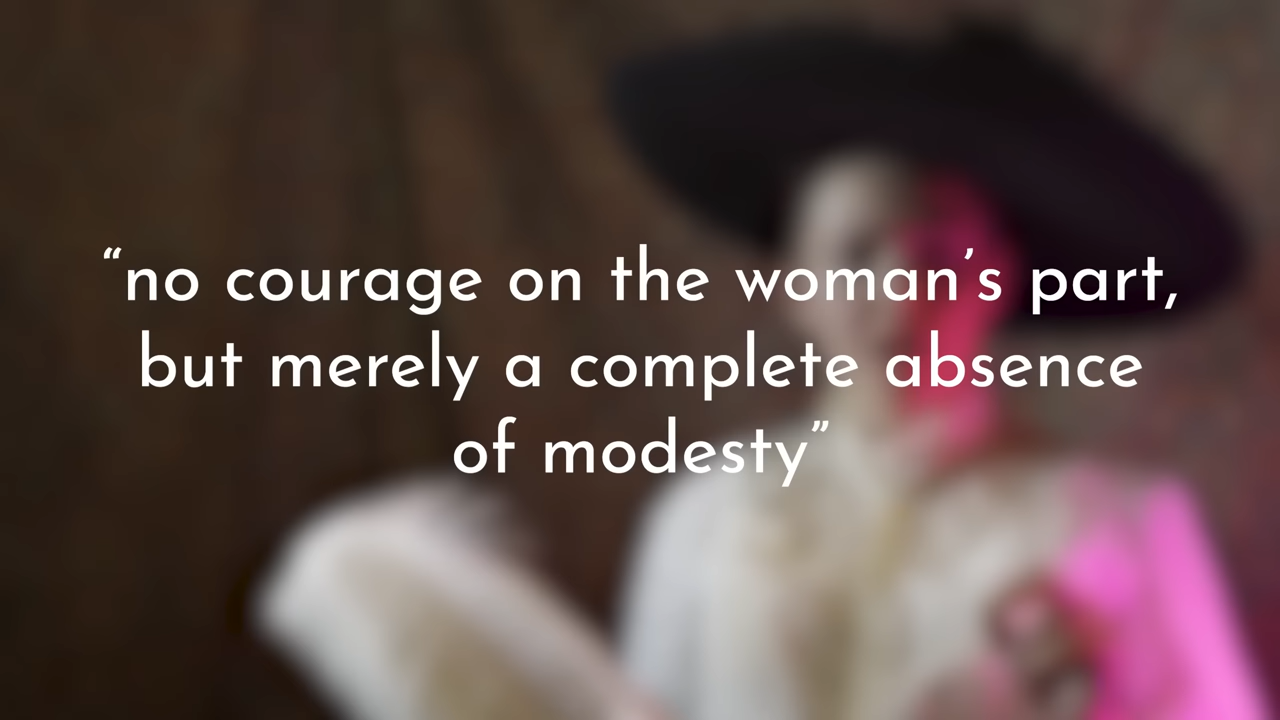 “no courage on the woman’s part,
but merely a complete absence
of modesty”